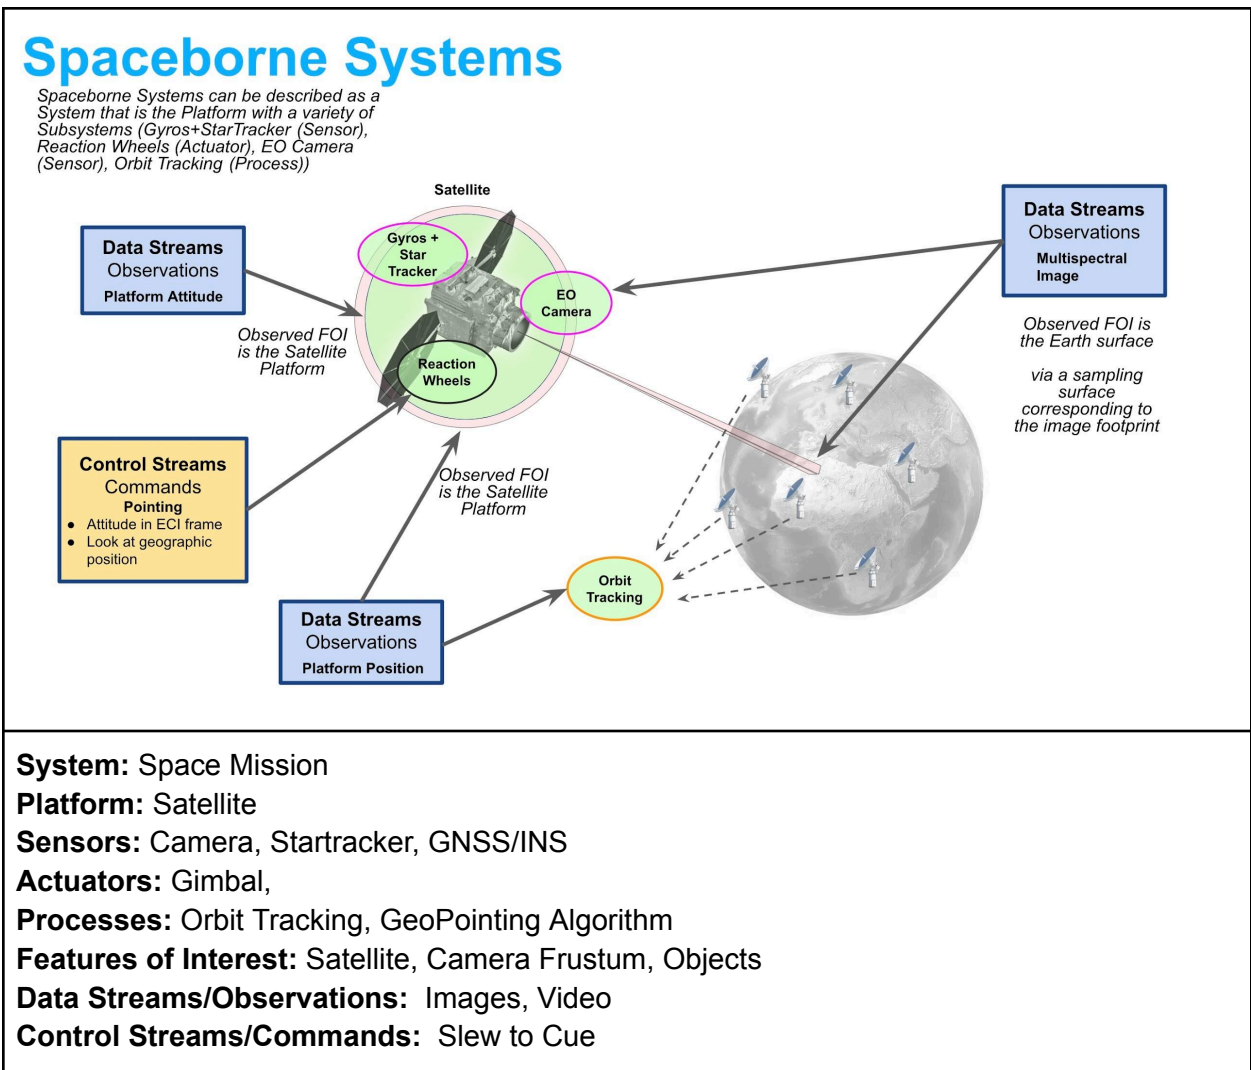 Spaceborne Systems
Spaceborne Systems can be described as a
System that is the Platform with a variety of
Subsystems (Gyros+StarTracker (Sensor),
Reaction Wheels (Actuator), EO Camera
(Sensor), Orbit Tracking (Process))
Satellite
Gyros +
Star
Tracker
EO
Camera
Reaction
Wheels
Data Streams
Observations
Platform Attitude
Observed FOI
is the Satellite
Platform
Data Streams
Observations
Multispectral
Image
Observed FOI is
the Earth surface
via a sampling
surface
corresponding to
the image footprint
Control Streams
Commands
Pointing
● Attitude in ECI frame
● Look at geographic
position
Observed FOI
is the Satellite
Platform
Orbit
Tracking
Data Streams
Observations
Platform Position
System: Space Mission
Platform: Satellite
Sensors: Camera, Startracker, GNSS/INS
Actuators: Gimbal,
Processes: Orbit Tracking, GeoPointing Algorithm
Features of Interest: Satellite, Camera Frustum, Objects
Data Streams/Observations: Images, Video
Control Streams/Commands: Slew to Cue